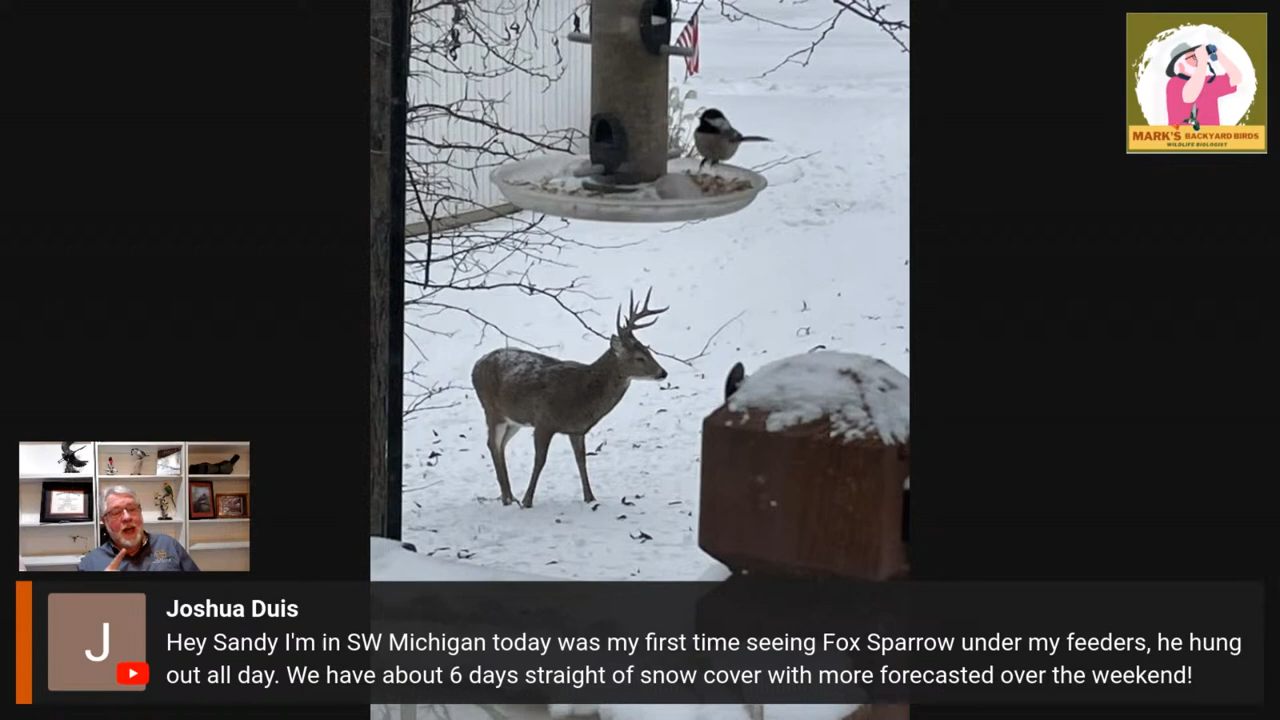 MARK'S BACKYARD BIRDS
WILDLIFE BIOLOGIST
J
Joshua Duis
Hey Sandy I'm in SW Michigan today was my first time seeing Fox Sparrow under my feeders, he hung
out all day. We have about 6 days straight of snow cover with more forecasted over the weekend!